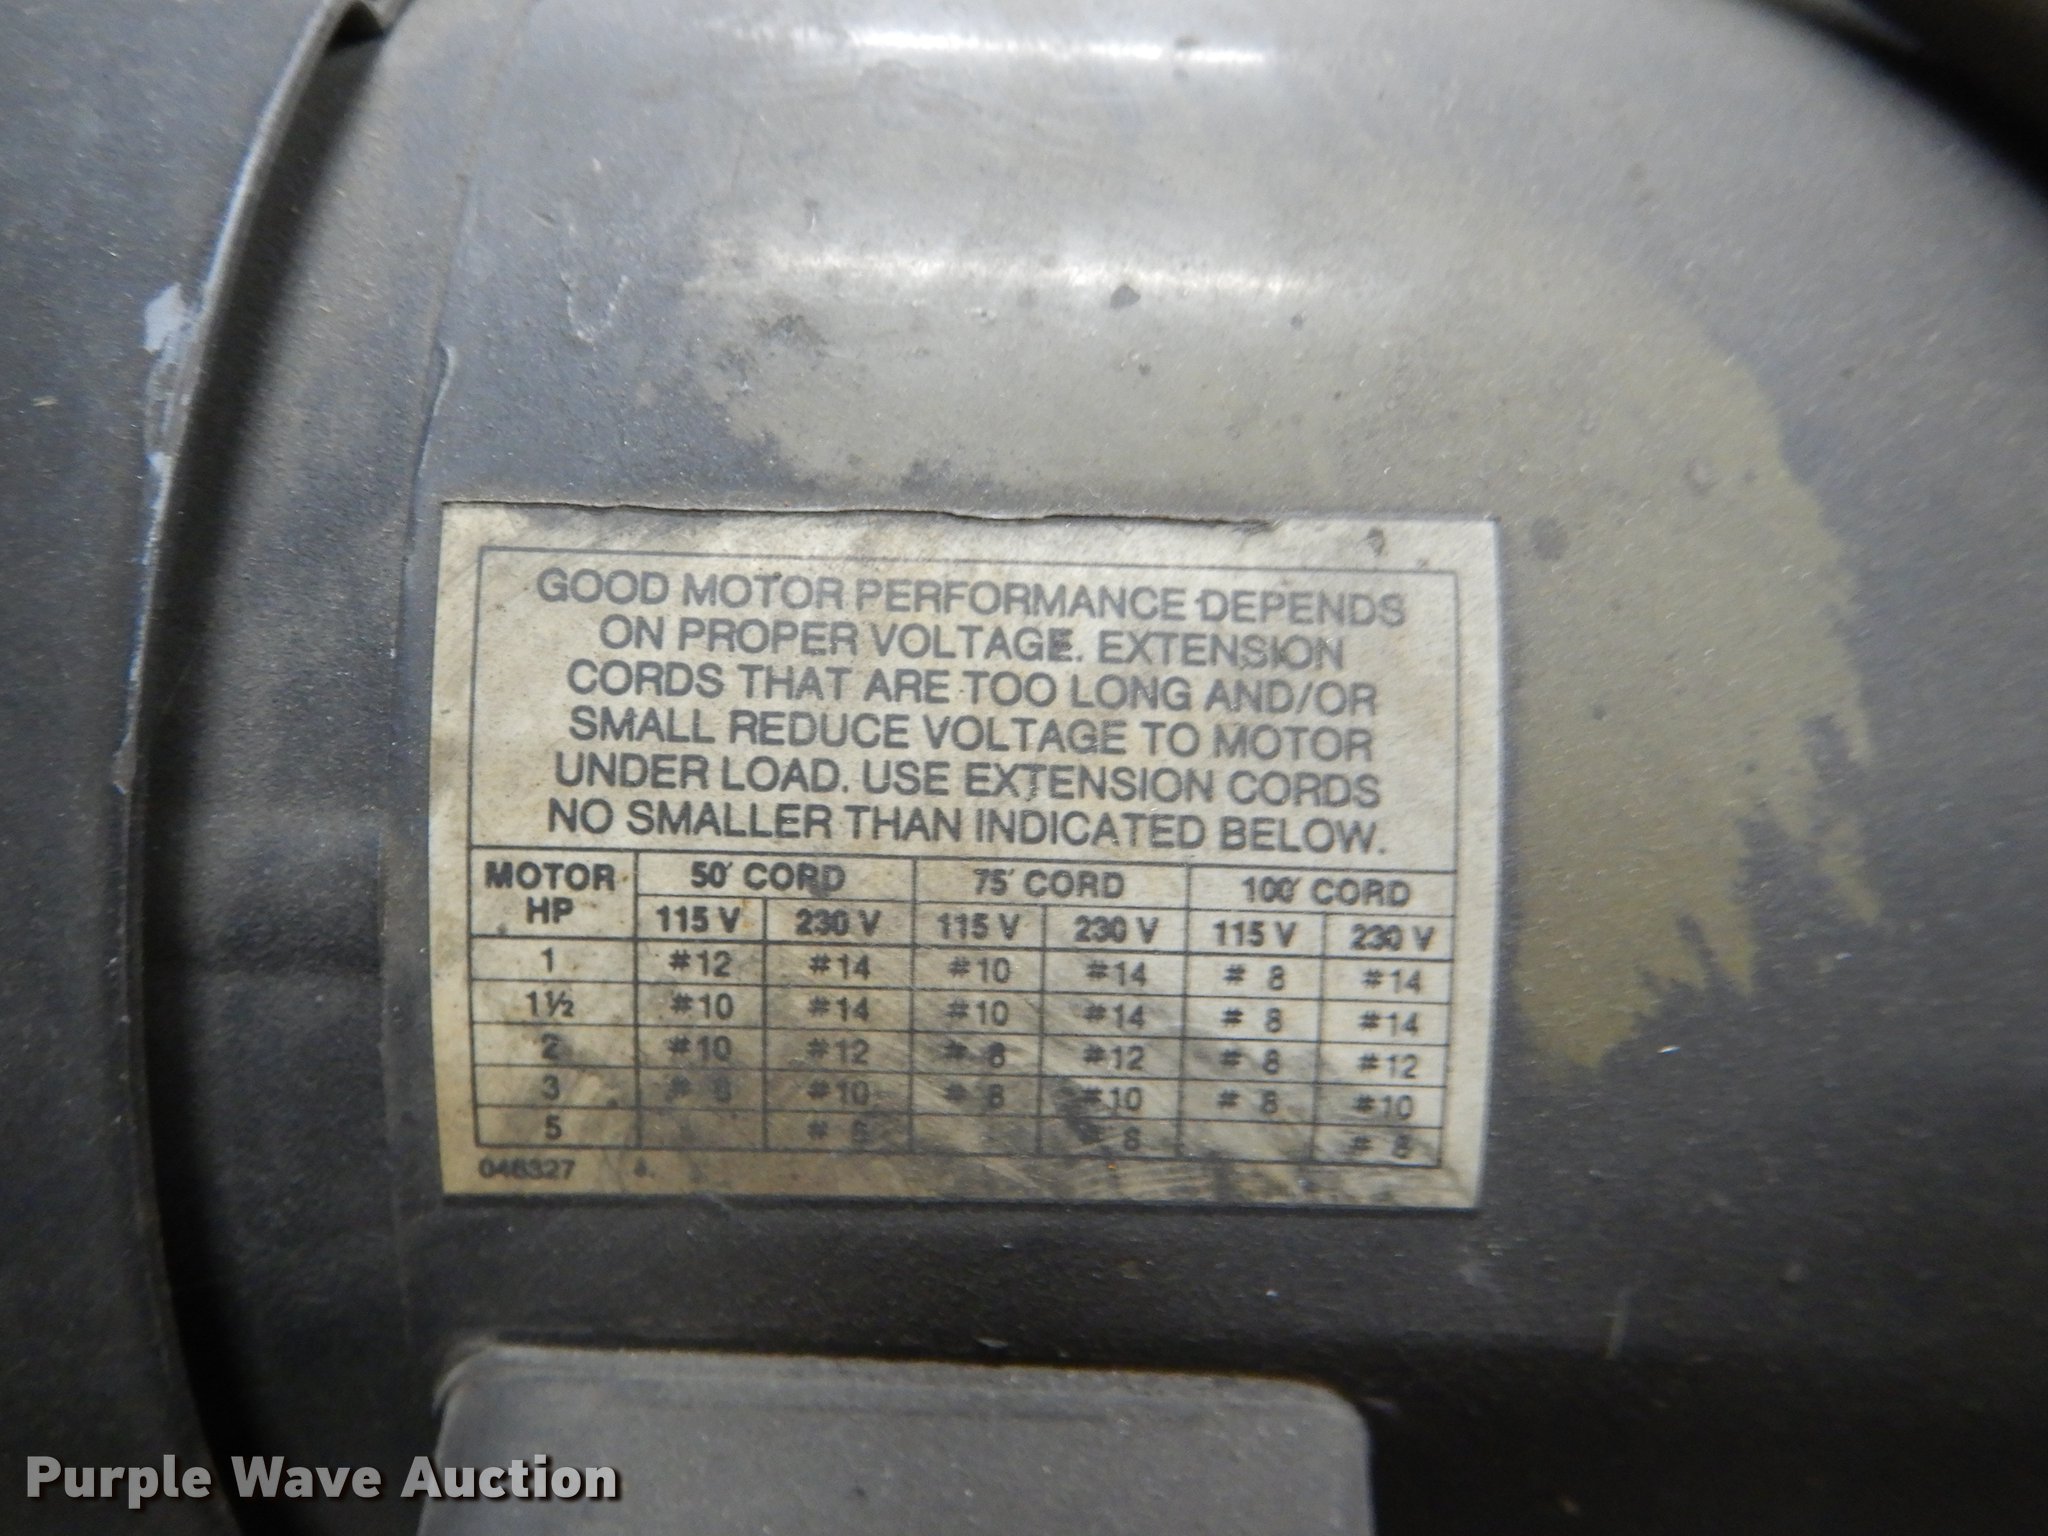 GOOD MOTOR PERFORMANCE DEPENDS
ON PROPER VOLTAGE. EXTENSION
CORDS THAT ARE TOO LONG AND/OR
SMALL REDUCE VOLTAGE TO MOTOR
UNDER LOAD. USE EXTENSION CORDS
NO SMALLER THAN INDICATED BELOW.
MOTOR HP 50' CORD 75' CORD 100' CORD
115 V 230 V 115 V 230 V 115 V 230 V
1 #12 #14 #10 #14 # 8 #14
1½ #10 #14 #10 #14 # 8 #14
2 #10 #12 # 8 #12 # 8 #12
3 # 8 #10 # 8 #10 # 8 #10
5 # 8 # 8 # 8
Purple Wave Auction